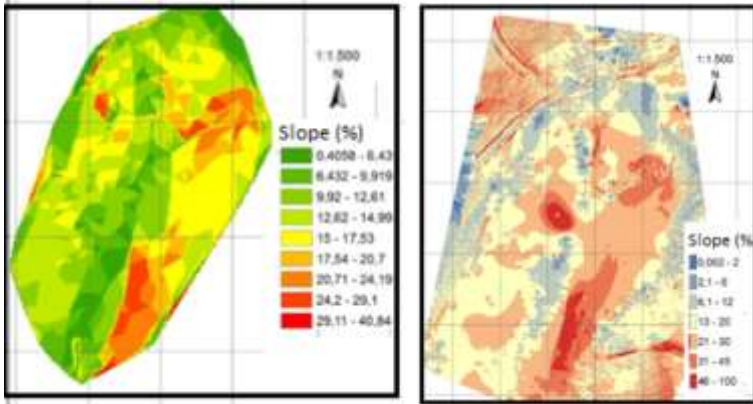 1:1.500
N
Slope (%)
0,4058 - 6,43
6,432 - 9,919
9,92 - 12,61
12,62 - 14,99
15 - 17,53
17,54 - 20,7
20,71 - 24,19
24,2 - 29,1
29,11 - 40,84
1:1.500
N
Slope (%
0,002 - 2
2,1 - 6
6,1 - 12
13 - 20
21 - 30
31 - 45
46 - 100